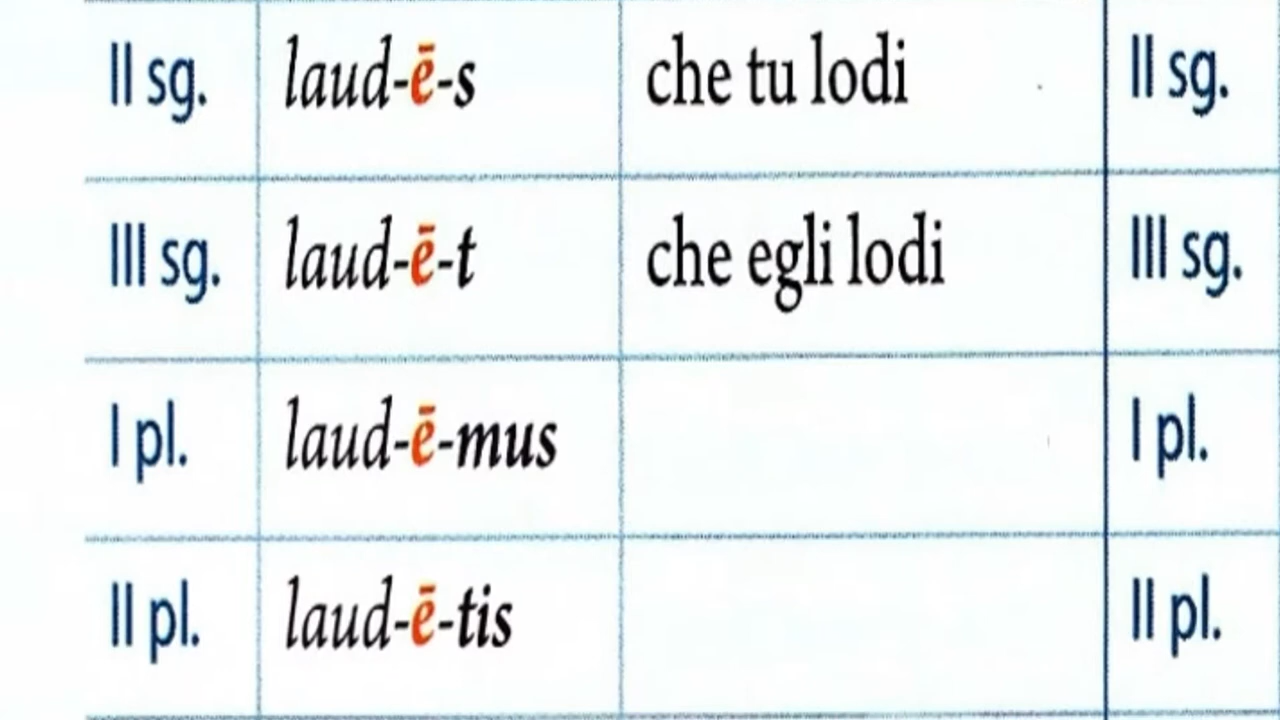 II sg. laud-ē-s che tu lodi II sg.
III sg. laud-ē-t che egli lodi III sg.
I pl. laud-ē-mus I pl.
II pl. laud-ē-tis II pl.